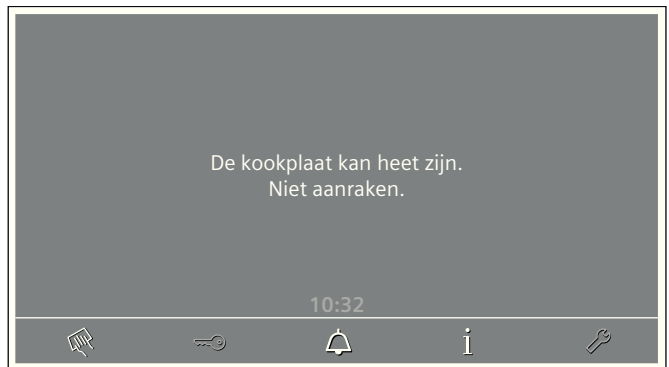 De kookplaat kan heet zijn.
Niet aanraken.
10:32
i